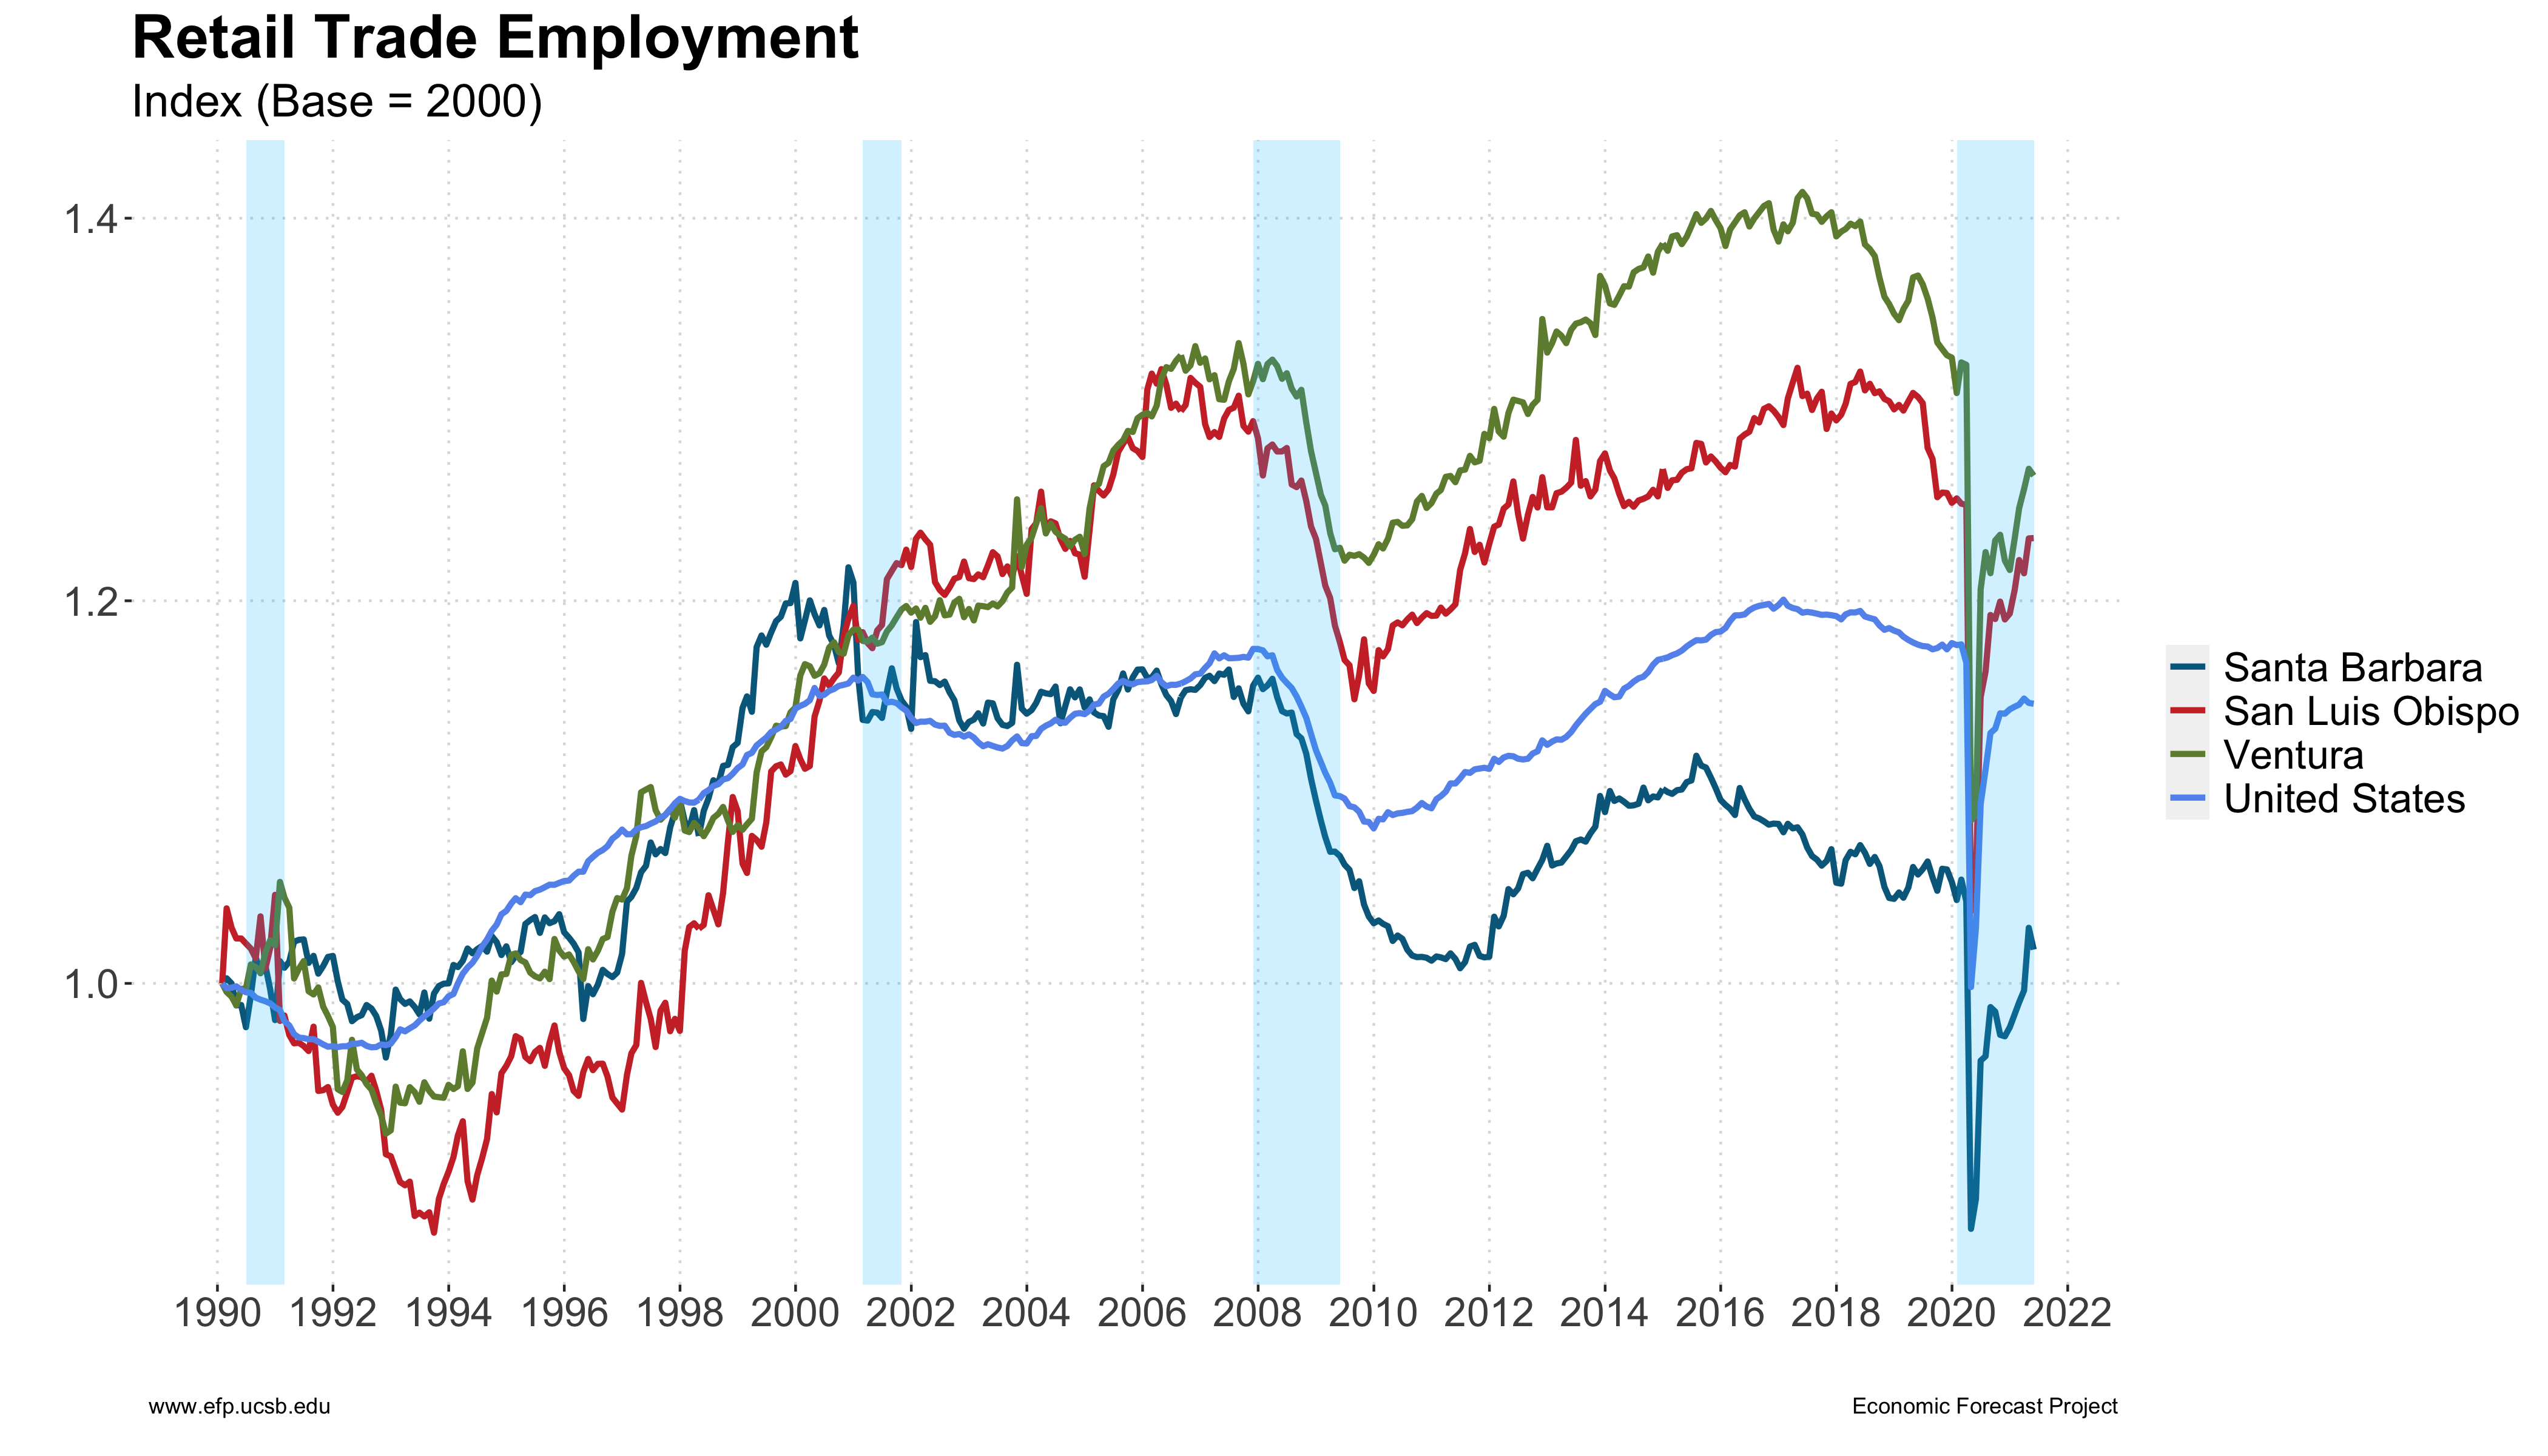 Retail Trade Employment
Index (Base = 2000)
1.4
1.2
1.0
1990 1992 1994 1996 1998 2000 2002 2004 2006 2008 2010 2012 2014 2016 2018 2020 2022
Santa Barbara
San Luis Obispo
Ventura
United States
www.efp.ucsb.edu
Economic Forecast Project